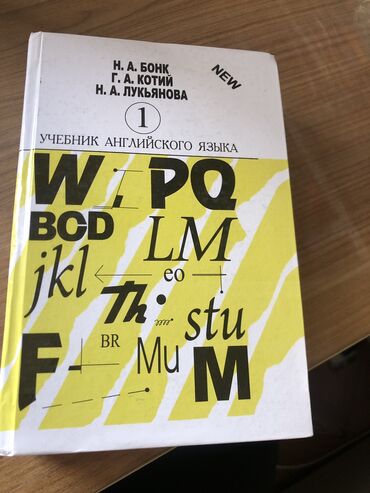 Н. А. БОНК
Г. А. КОТИЙ
Н. А. ЛУКЬЯНОВА
NEW
1
УЧЕБНИК АНГЛИЙСКОГО ЯЗЫКА
W I PQ
BCD
LM
jkl
eo
Th
stu
F
BR
Mu
M